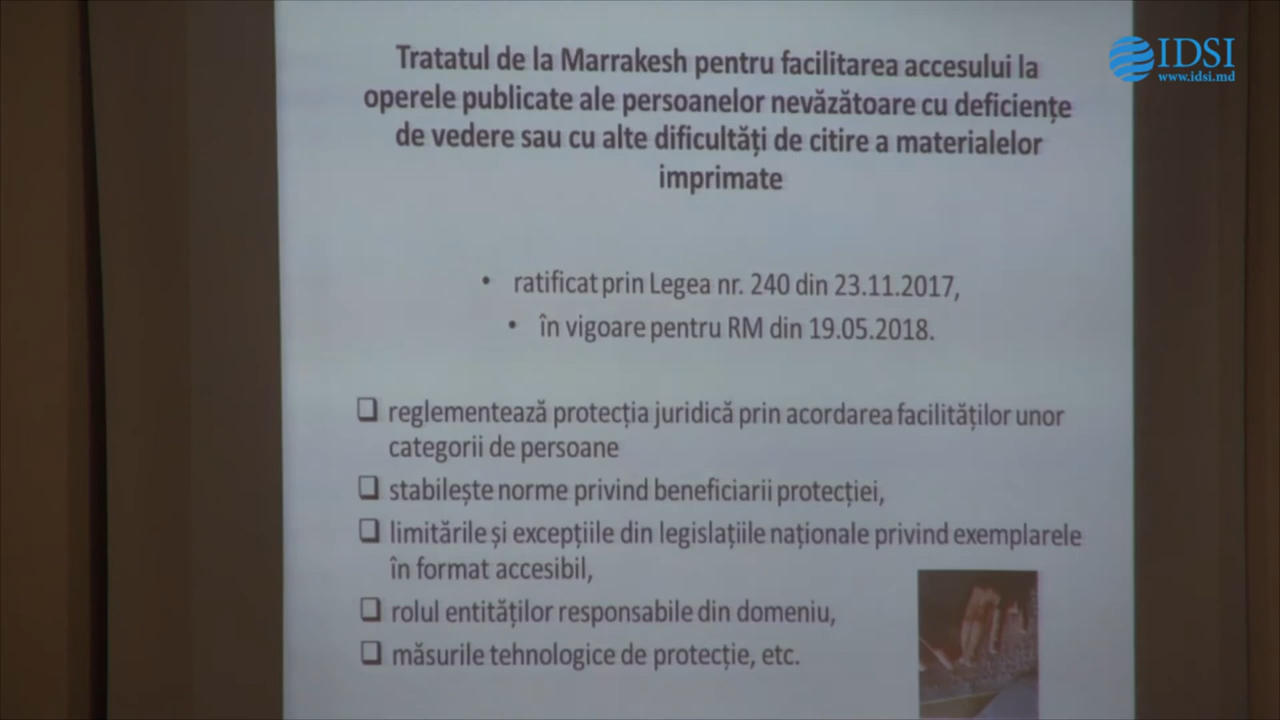 IDSI
www.idsi.md
Tratatul de la Marrakesh pentru facilitarea accesului la
operele publicate ale persoanelor nevăzătoare cu deficiențe
de vedere sau cu alte dificultăți de citire a materialelor
imprimate
• ratificat prin Legea nr. 240 din 23.11.2017,
• în vigoare pentru RM din 19.05.2018.
❑ reglementează protecția juridică prin acordarea facilităților unor
categorii de persoane
❑ stabilește norme privind beneficiarii protecției,
❑ limitările și excepțiile din legislațiile naționale privind exemplarele
în format accesibil,
❑ rolul entităților responsabile din domeniu,
❑ măsurile tehnologice de protecție, etc.